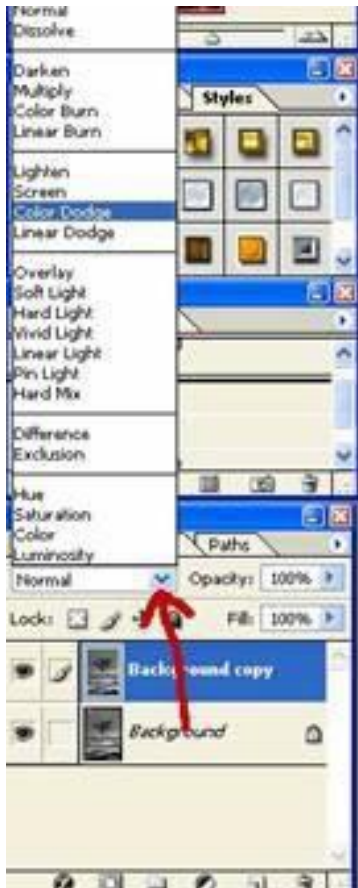 Normal
Dissolve
Darken
Multiply
Color Burn
Linear Burn
Styles
Lighten
Screen
Color Dodge
Linear Dodge
Overlay
Soft Light
Hard Light
Vivid Light
Linear Light
Pin Light
Hard Mix
Difference
Exclusion
Hue
Saturation
Color
Luminosity
Paths
Normal Opacity: 100%
Lock: Fill: 100%
Background copy
Background